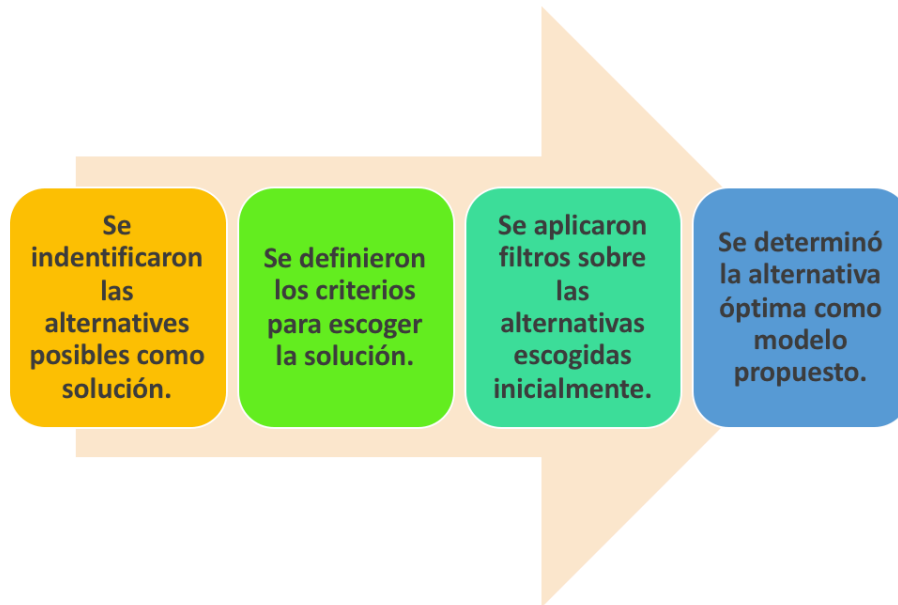 Se
indentificaron
las
alternatives
posibles como
solución.
Se definieron
los criterios
para escoger
la solución.
Se aplicaron
filtros sobre
las
alternativas
escogidas
inicialmente.
Se determinó
la alternativa
óptima como
modelo
propuesto.